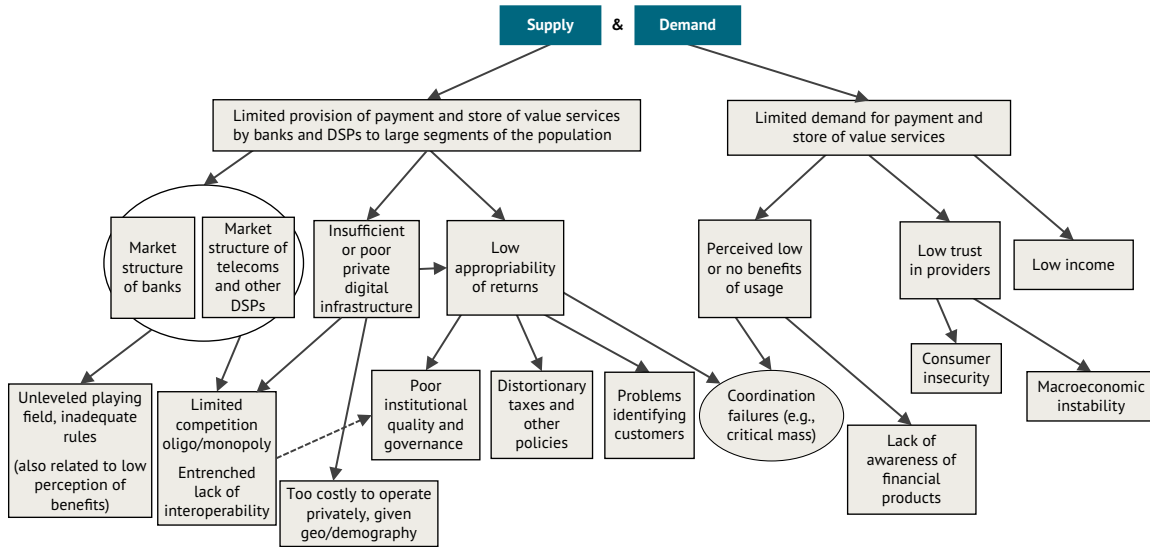 Supply & Demand
Limited provision of payment and store of value services
by banks and DSPs to large segments of the population
Limited demand for payment and
store of value services
Market
structure
of banks
Market
structure of
telecoms
and other
DSPs
Insufficient
or poor
private
digital
infrastructure
Low
appropriability
of returns
Perceived low
or no benefits
of usage
Low trust
in providers
Low income
Unleveled playing
field, inadequate
rules
(also related to low
perception of
benefits)
Limited
competition
oligo/monopoly
Entrenched
lack of
interoperability
Too costly to operate
privately, given
geo/demography
Poor
institutional
quality and
governance
Distortionary
taxes and
other
policies
Problems
identifying
customers
Coordination
failures (e.g.,
critical mass)
Lack of
awareness of
financial
products
Consumer
insecurity
Macroeconomic
instability